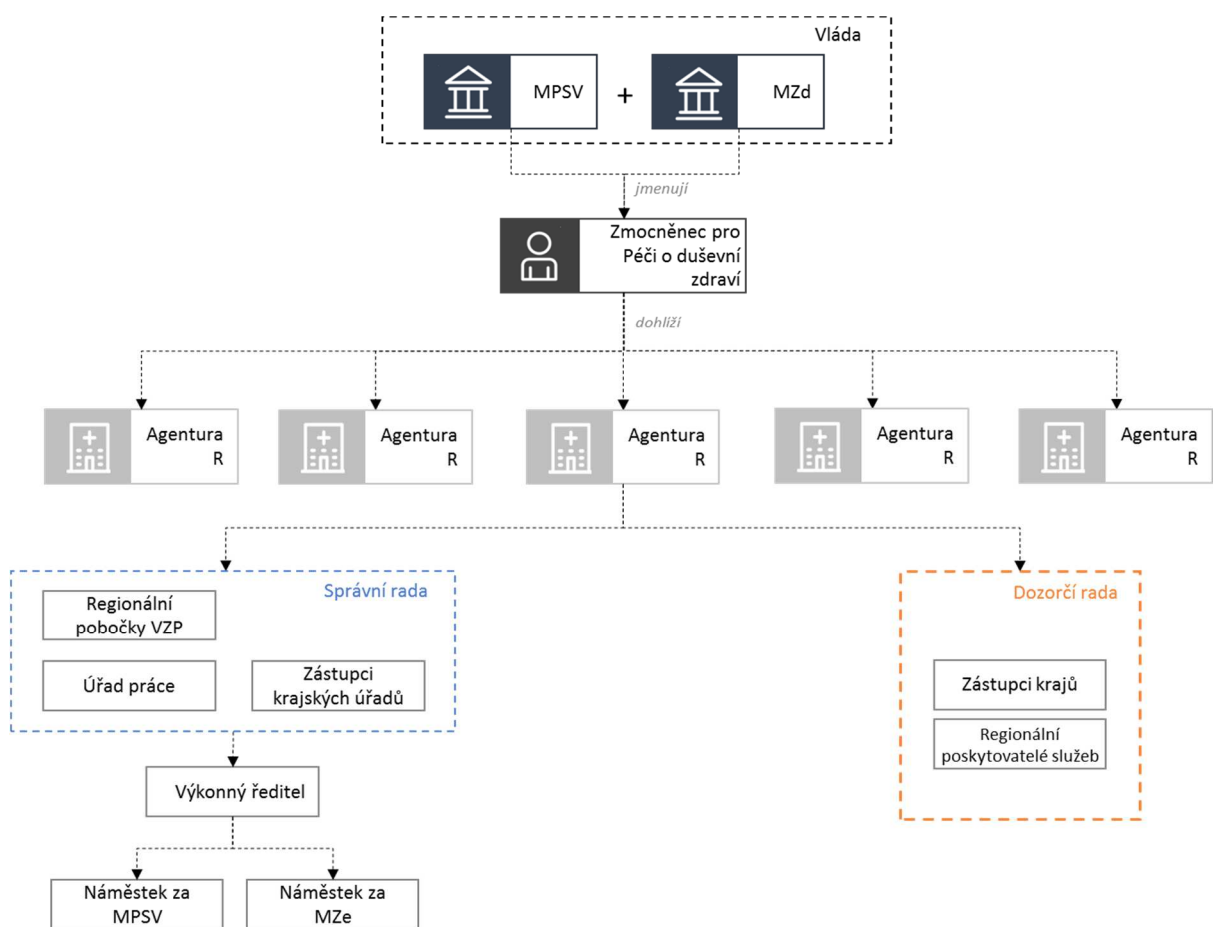 Vláda
MPSV
+
MZd
jmenují
Zmocněnec pro
Péči o duševní
zdraví
dohlíží
Agentura
R
Agentura
R
Agentura
R
Agentura
R
Agentura
R
Správní rada
Regionální
pobočky VZP
Úřad práce
Zástupci
krajských úřadů
Dozorčí rada
Zástupci krajů
Regionální
poskytovatelé služeb
Výkonný ředitel
Náměstek za
MPSV
Náměstek za
MZe